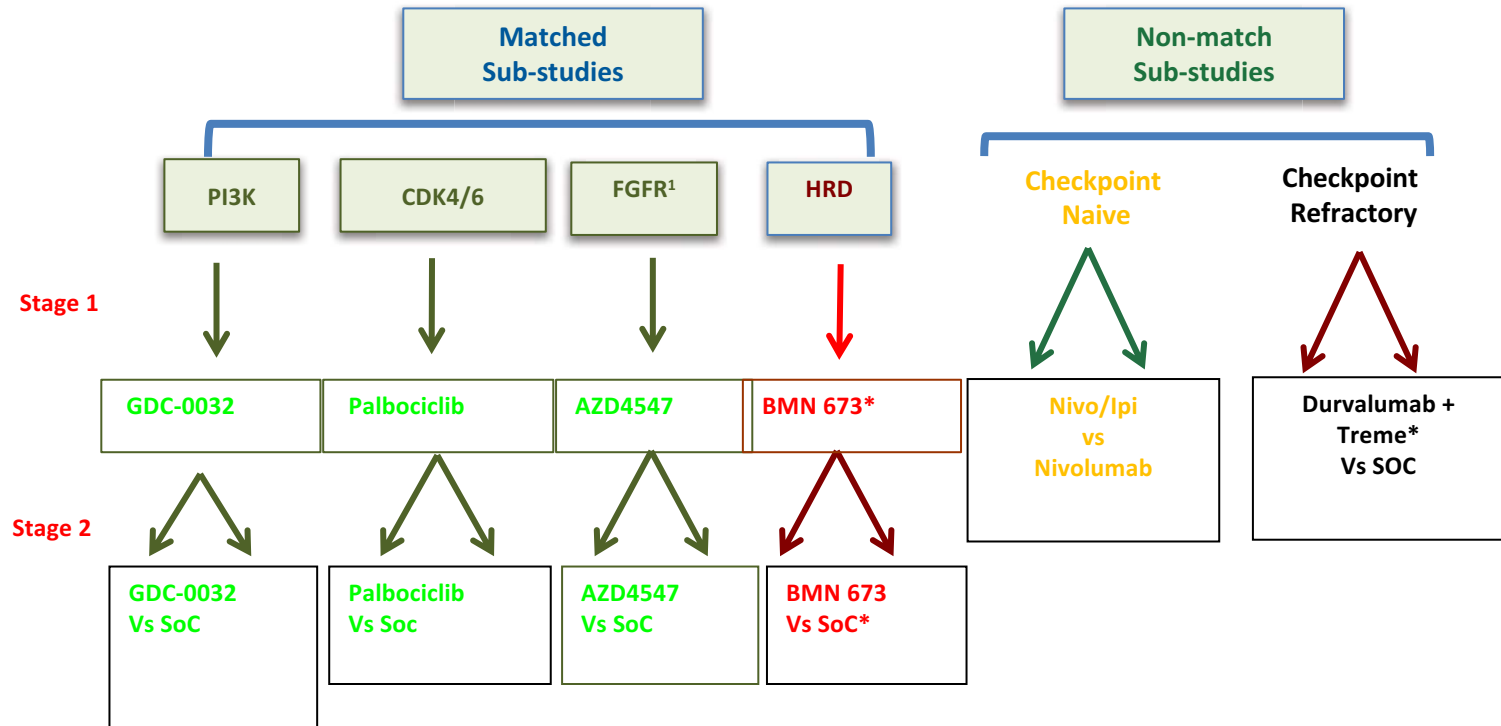 Matched
Sub-studies
Non-match
Sub-studies
PI3K
CDK4/6
FGFR¹
HRD
Checkpoint
Naive
Checkpoint
Refractory
Stage 1
GDC-0032
Palbociclib
AZD4547
BMN 673*
Nivo/Ipi
vs
Nivolumab
Durvalumab +
Treme*
Vs SOC
Stage 2
GDC-0032
Vs SoC
Palbociclib
Vs Soc
AZD4547
Vs SoC
BMN 673
Vs SoC*